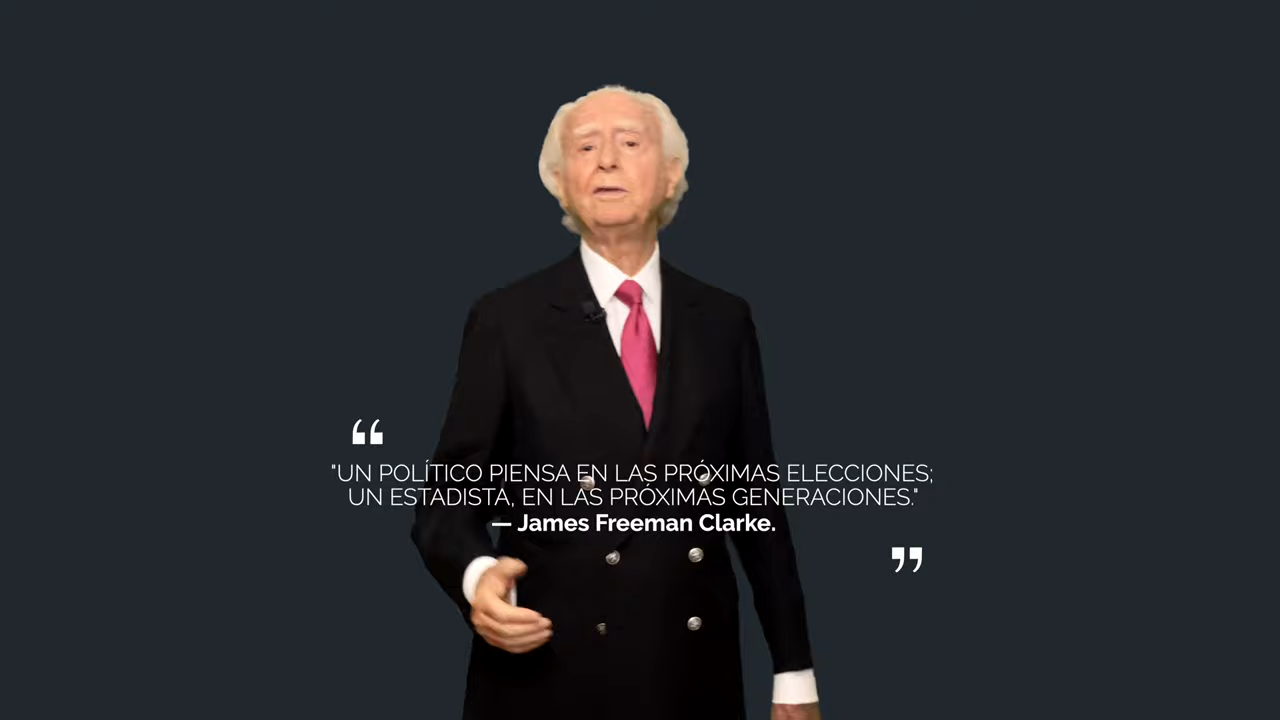 “
"UN POLÍTICO PIENSA EN LAS PRÓXIMAS ELECCIONES;
UN ESTADISTA, EN LAS PRÓXIMAS GENERACIONES."
— James Freeman Clarke.
”